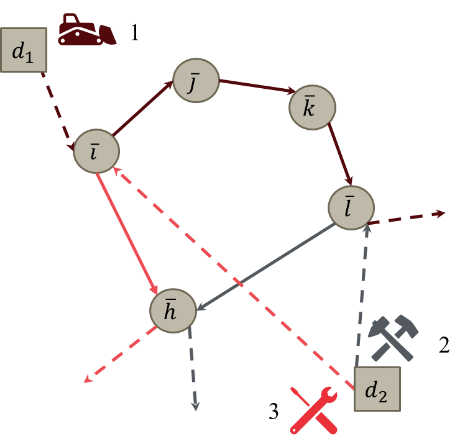 1
d₁
j̄
k̄
ī
l̄
h̄
2
d₂
3